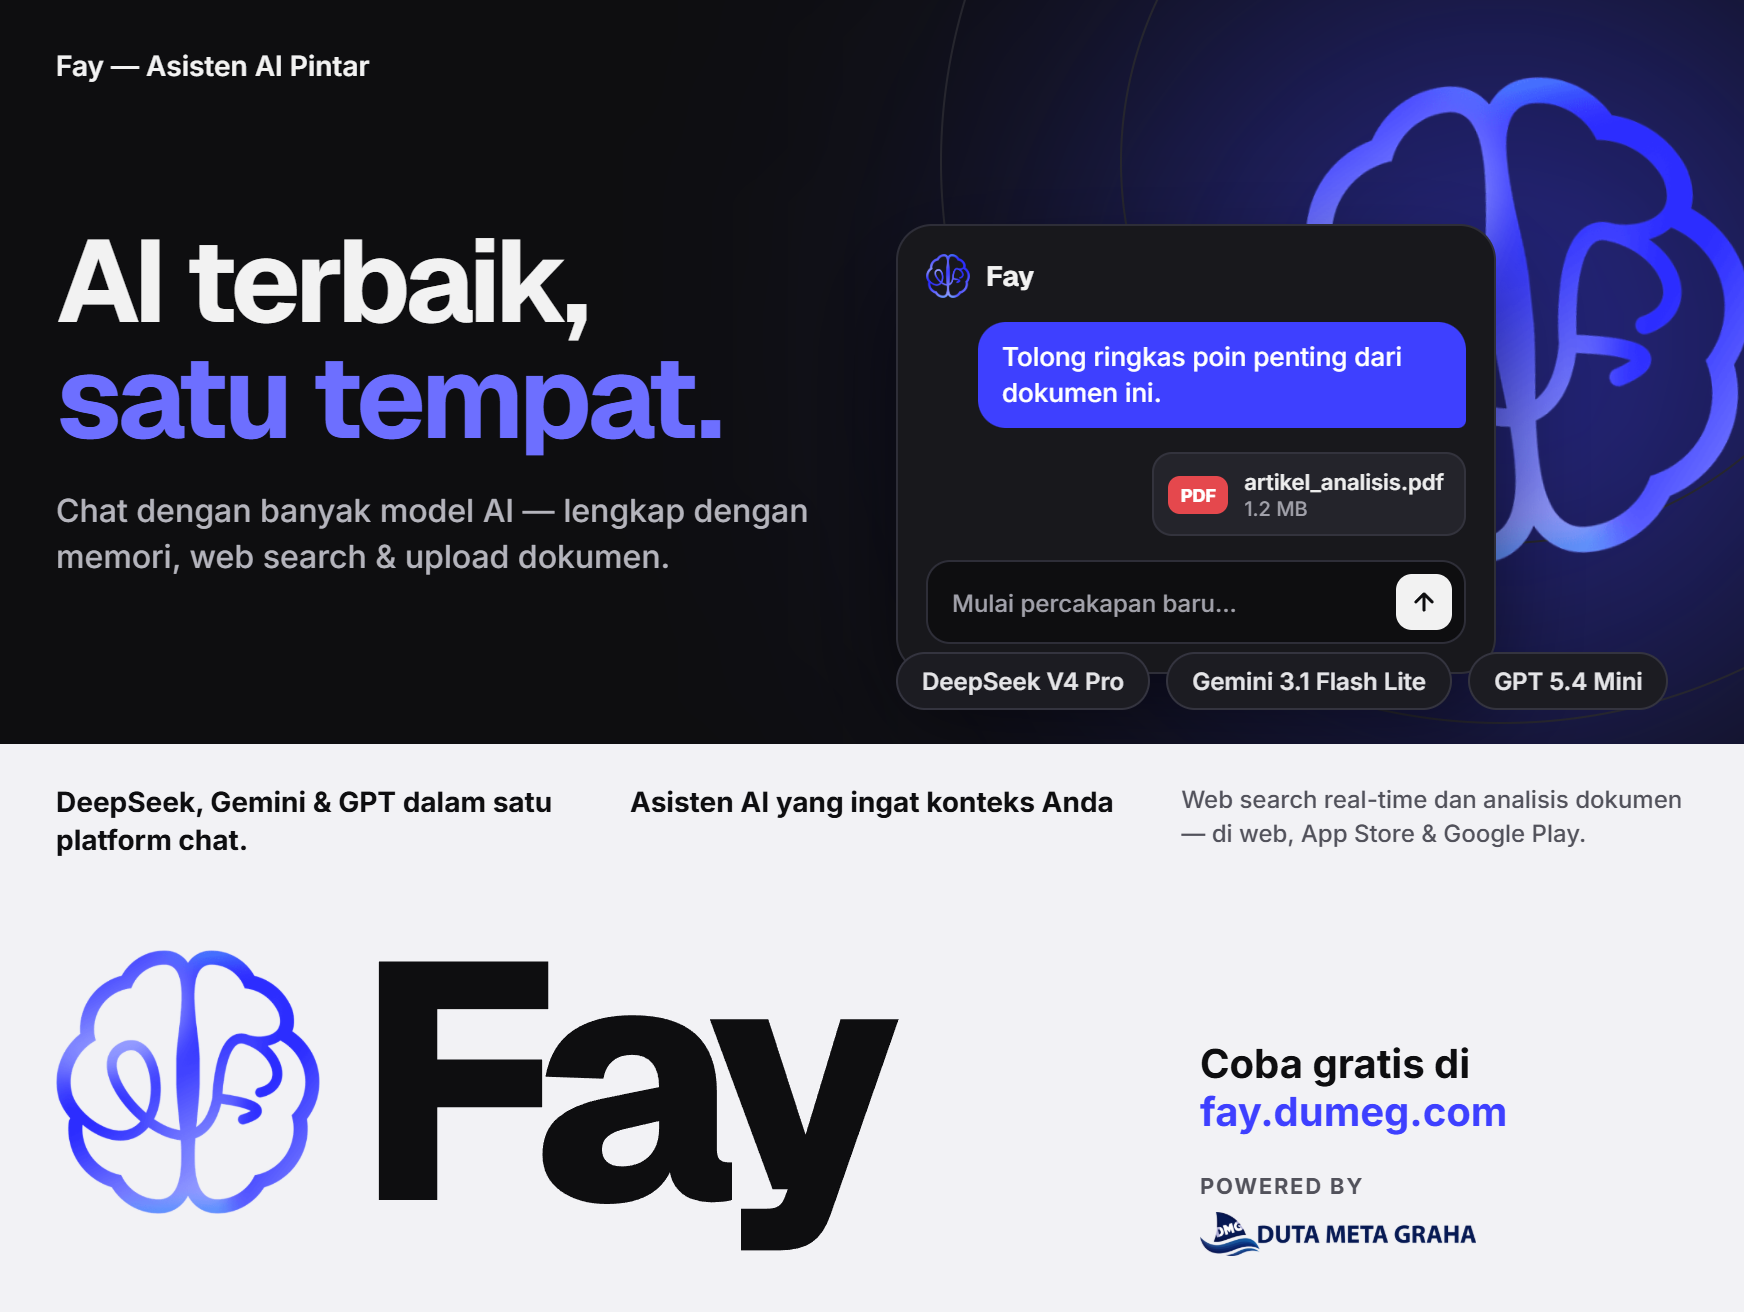 Fay — Asisten AI Pintar
AI terbaik,
satu tempat.
Chat dengan banyak model AI — lengkap dengan
memori, web search & upload dokumen.
Fay
Tolong ringkas poin penting dari
dokumen ini.
PDF
artikel_analisis.pdf
1.2 MB
Mulai percakapan baru...
DeepSeek V4 Pro
Gemini 3.1 Flash Lite
GPT 5.4 Mini
DeepSeek, Gemini & GPT dalam satu
platform chat.
Asisten AI yang ingat konteks Anda
Web search real-time dan analisis dokumen
— di web, App Store & Google Play.
Fay
Coba gratis di
fay.dumeg.com
POWERED BY
DMG
DUTA META GRAHA